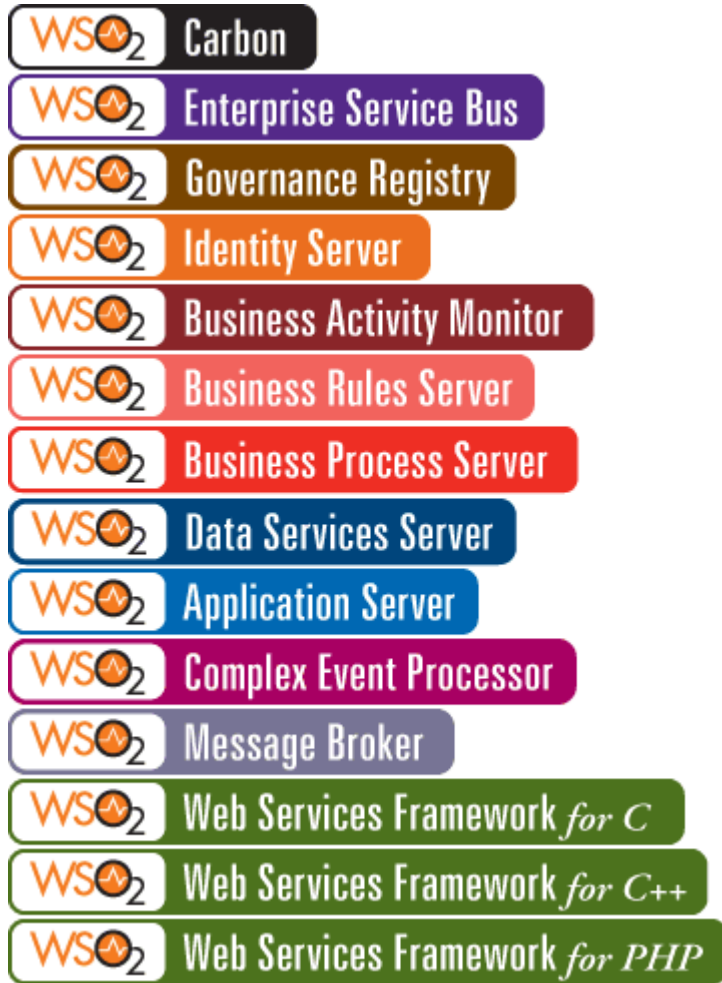 WSO2 Carbon
WSO2 Enterprise Service Bus
WSO2 Governance Registry
WSO2 Identity Server
WSO2 Business Activity Monitor
WSO2 Business Rules Server
WSO2 Business Process Server
WSO2 Data Services Server
WSO2 Application Server
WSO2 Complex Event Processor
WSO2 Message Broker
WSO2 Web Services Framework for C
WSO2 Web Services Framework for C++
WSO2 Web Services Framework for PHP